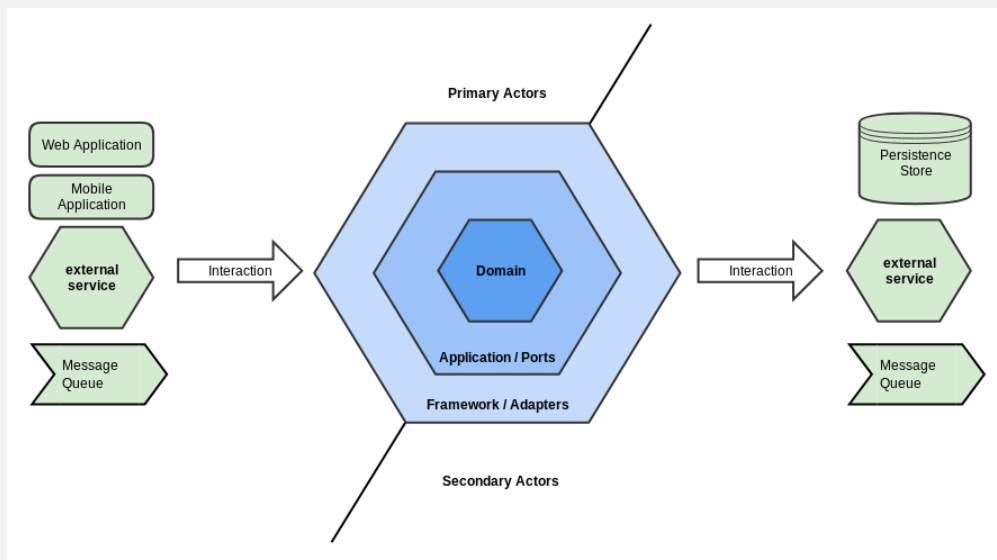 Primary Actors
Web Application
Mobile
Application
external
service
Message
Queue
Interaction
Domain
Application / Ports
Framework / Adapters
Interaction
Persistence
Store
external
service
Message
Queue
Secondary Actors